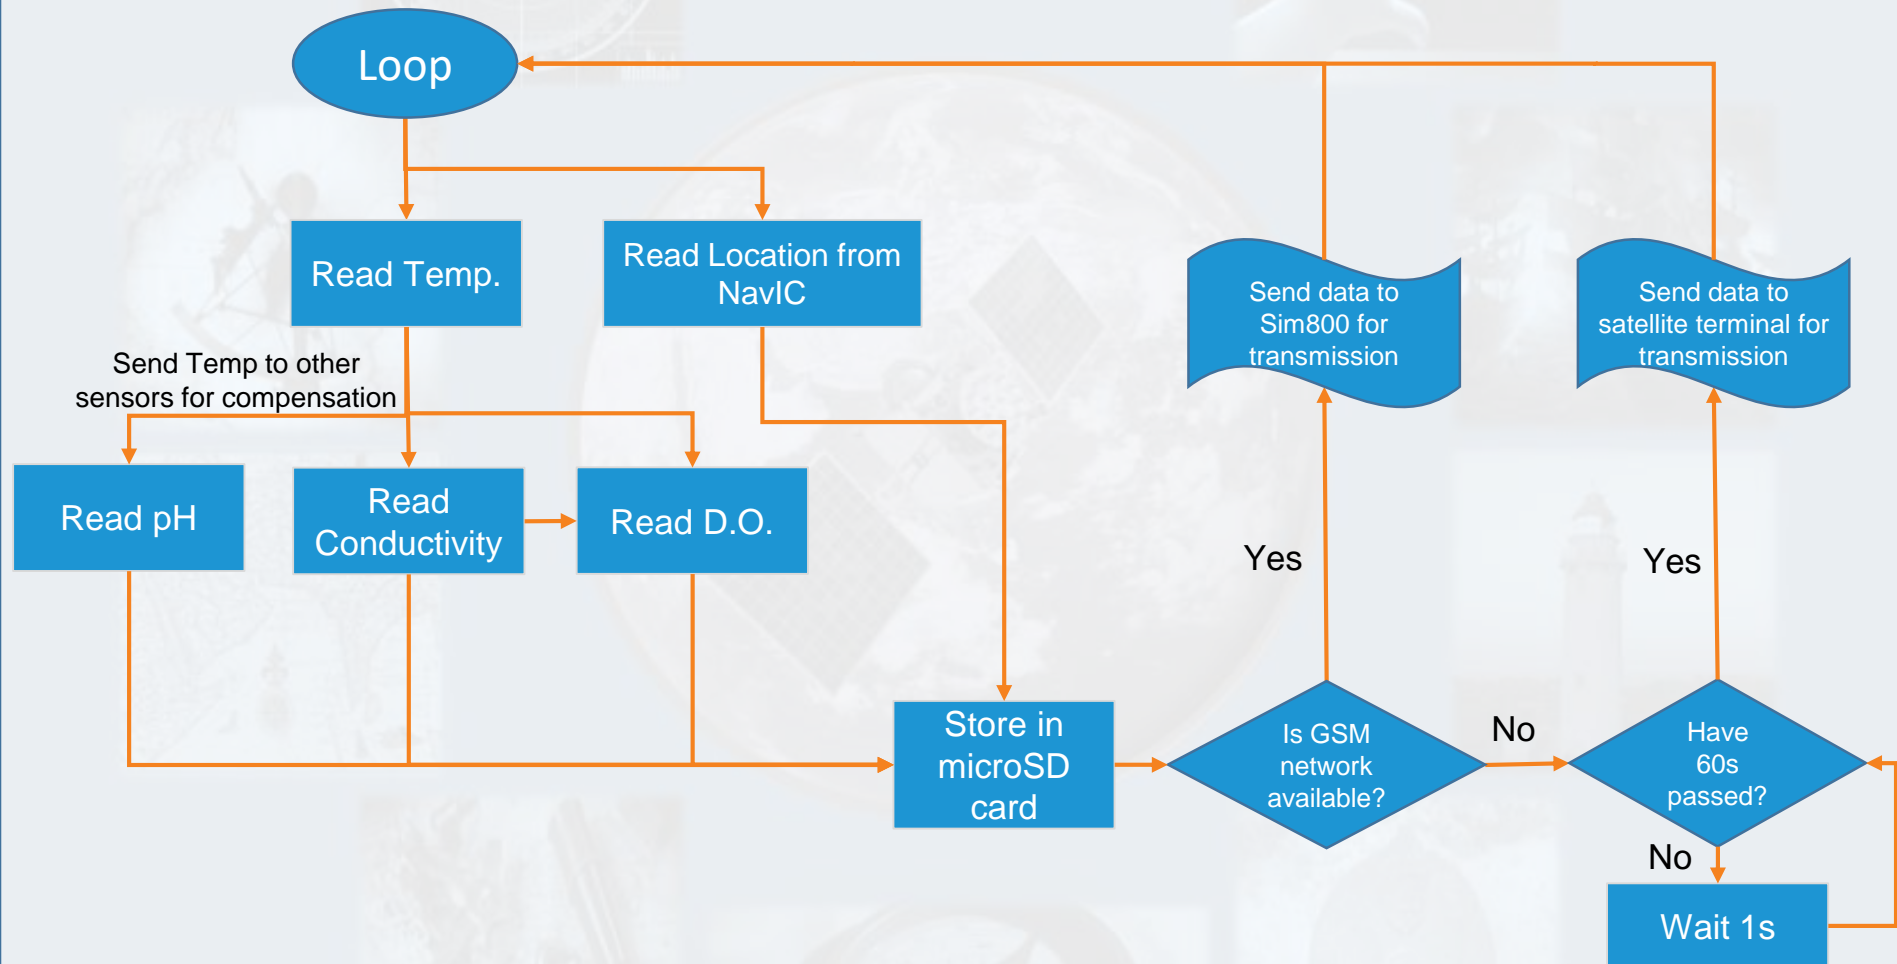 Loop
Read Temp.
Read Location from
NavIC
Send data to
Sim800 for
transmission
Send data to
satellite terminal for
transmission
Send Temp to other
sensors for compensation
Read pH
Read
Conductivity
Read D.O.
Yes
Yes
Store in
microSD
card
Is GSM
network
available?
No
Have
60s
passed?
No
Wait 1s